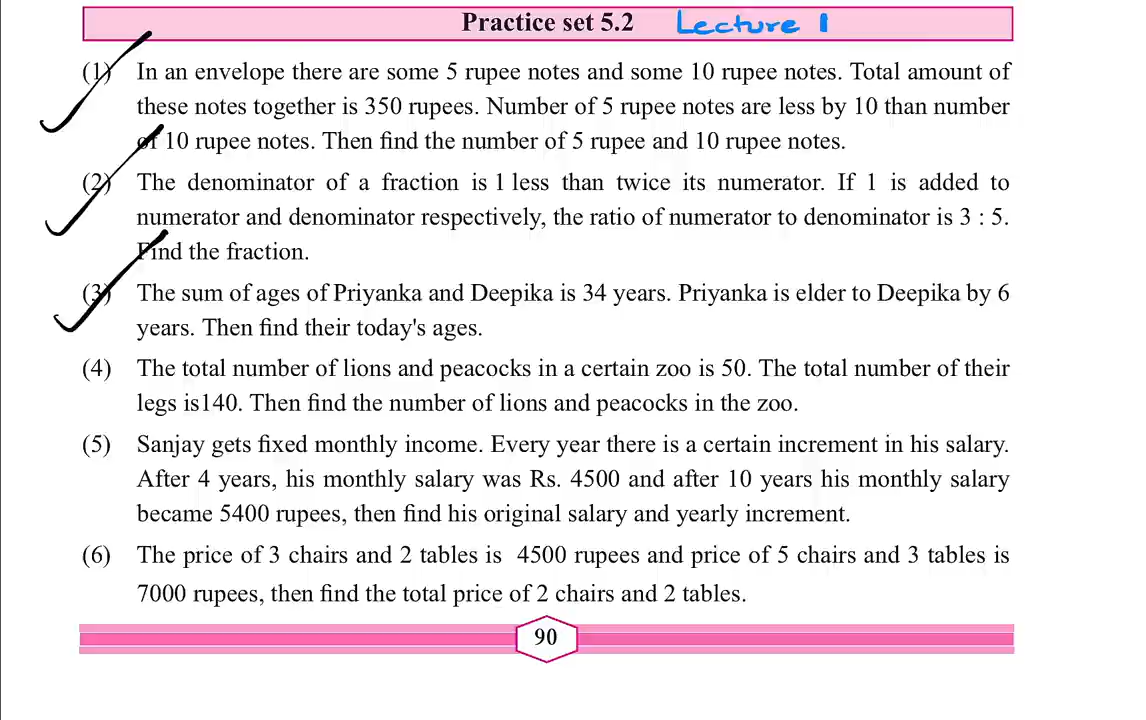 Practice set 5.2 Lecture 1
(1) In an envelope there are some 5 rupee notes and some 10 rupee notes. Total amount of
these notes together is 350 rupees. Number of 5 rupee notes are less by 10 than number
of 10 rupee notes. Then find the number of 5 rupee and 10 rupee notes.
(2) The denominator of a fraction is 1 less than twice its numerator. If 1 is added to
numerator and denominator respectively, the ratio of numerator to denominator is 3 : 5.
Find the fraction.
(3) The sum of ages of Priyanka and Deepika is 34 years. Priyanka is elder to Deepika by 6
years. Then find their today's ages.
(4) The total number of lions and peacocks in a certain zoo is 50. The total number of their
legs is140. Then find the number of lions and peacocks in the zoo.
(5) Sanjay gets fixed monthly income. Every year there is a certain increment in his salary.
After 4 years, his monthly salary was Rs. 4500 and after 10 years his monthly salary
became 5400 rupees, then find his original salary and yearly increment.
(6) The price of 3 chairs and 2 tables is 4500 rupees and price of 5 chairs and 3 tables is
7000 rupees, then find the total price of 2 chairs and 2 tables.
90